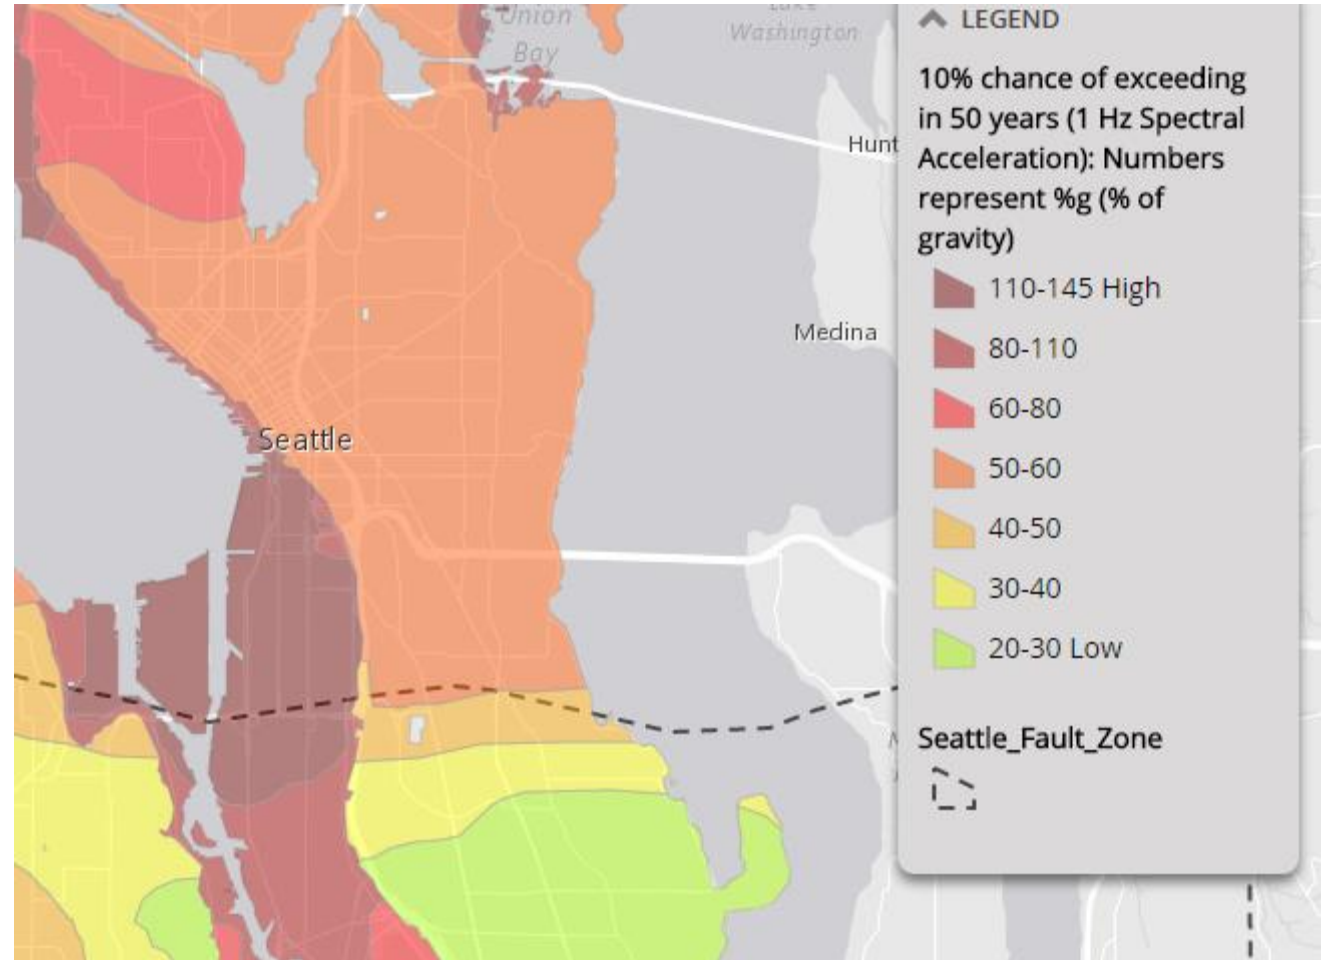 Union
Bay
Lake
Washington
Hunt
Medina
Seattle
LEGEND
10% chance of exceeding
in 50 years (1 Hz Spectral
Acceleration): Numbers
represent %g (% of
gravity)
110-145 High
80-110
60-80
50-60
40-50
30-40
20-30 Low
Seattle_Fault_Zone